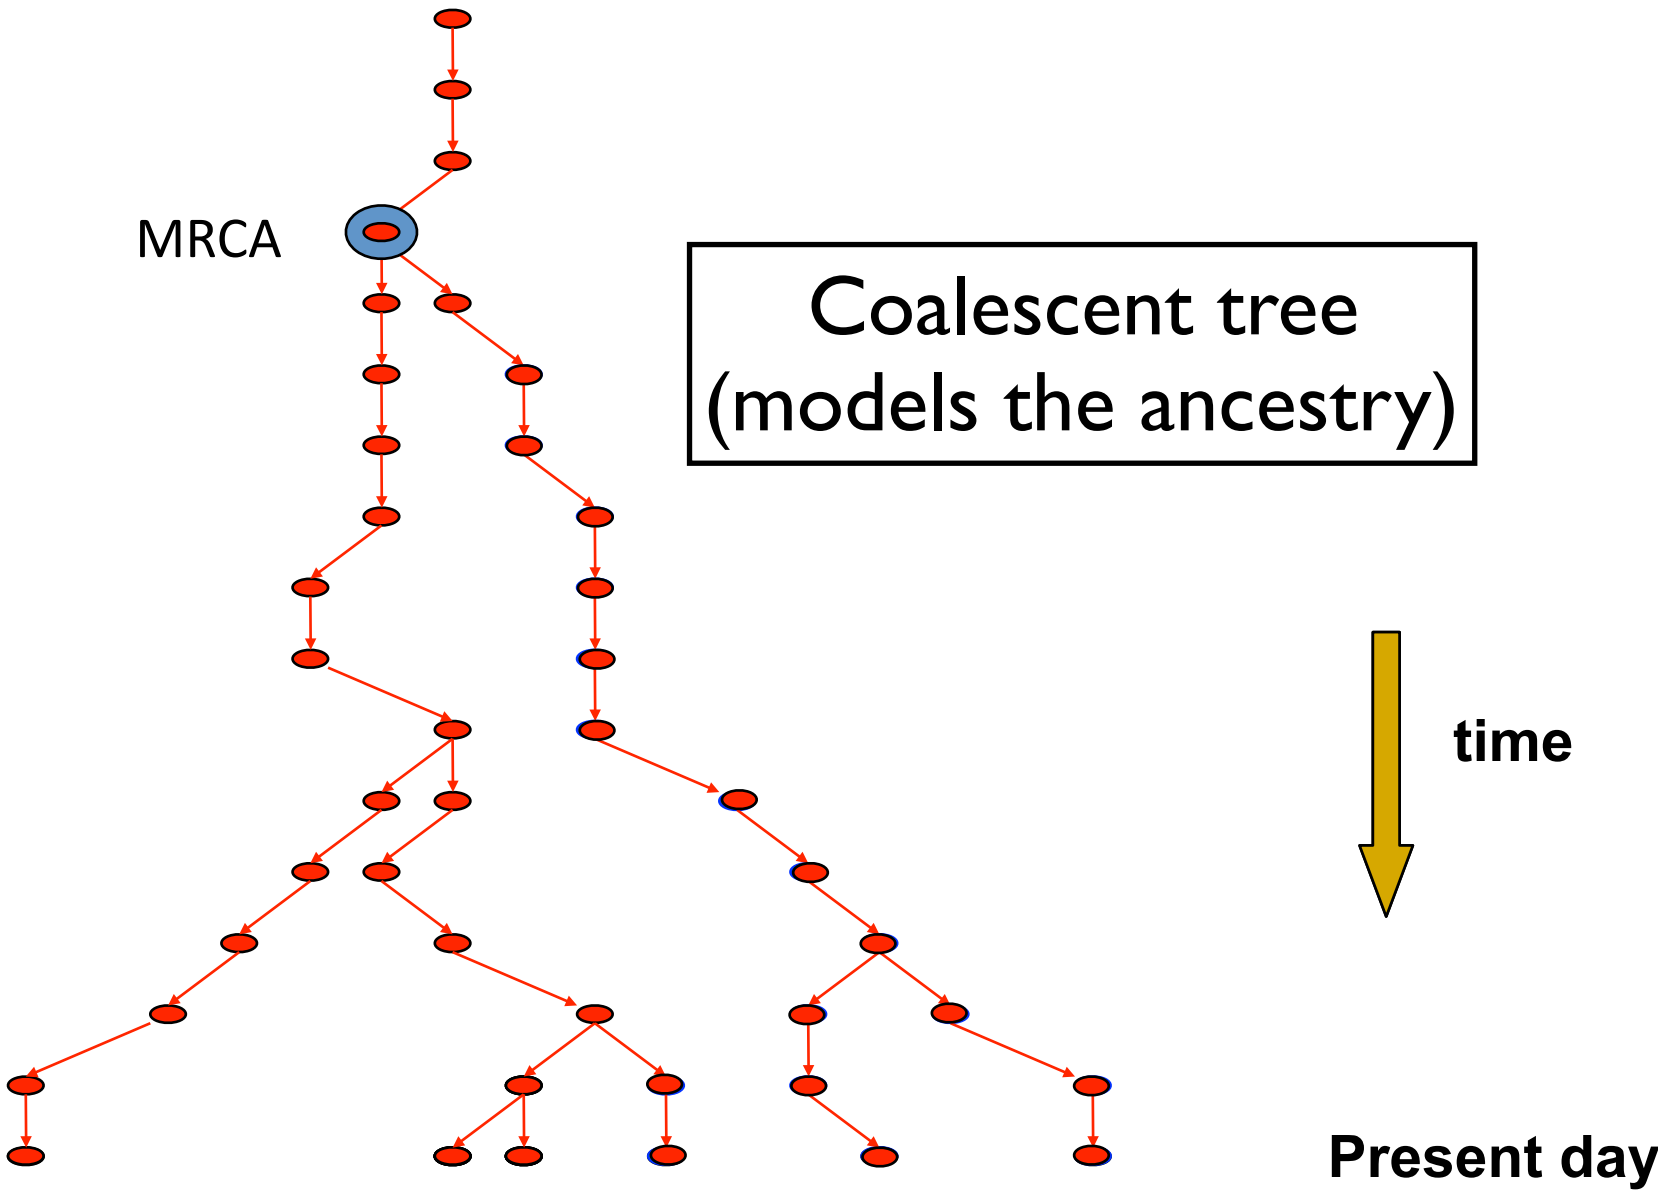 MRCA
Coalescent tree
(models the ancestry)
time
Present day